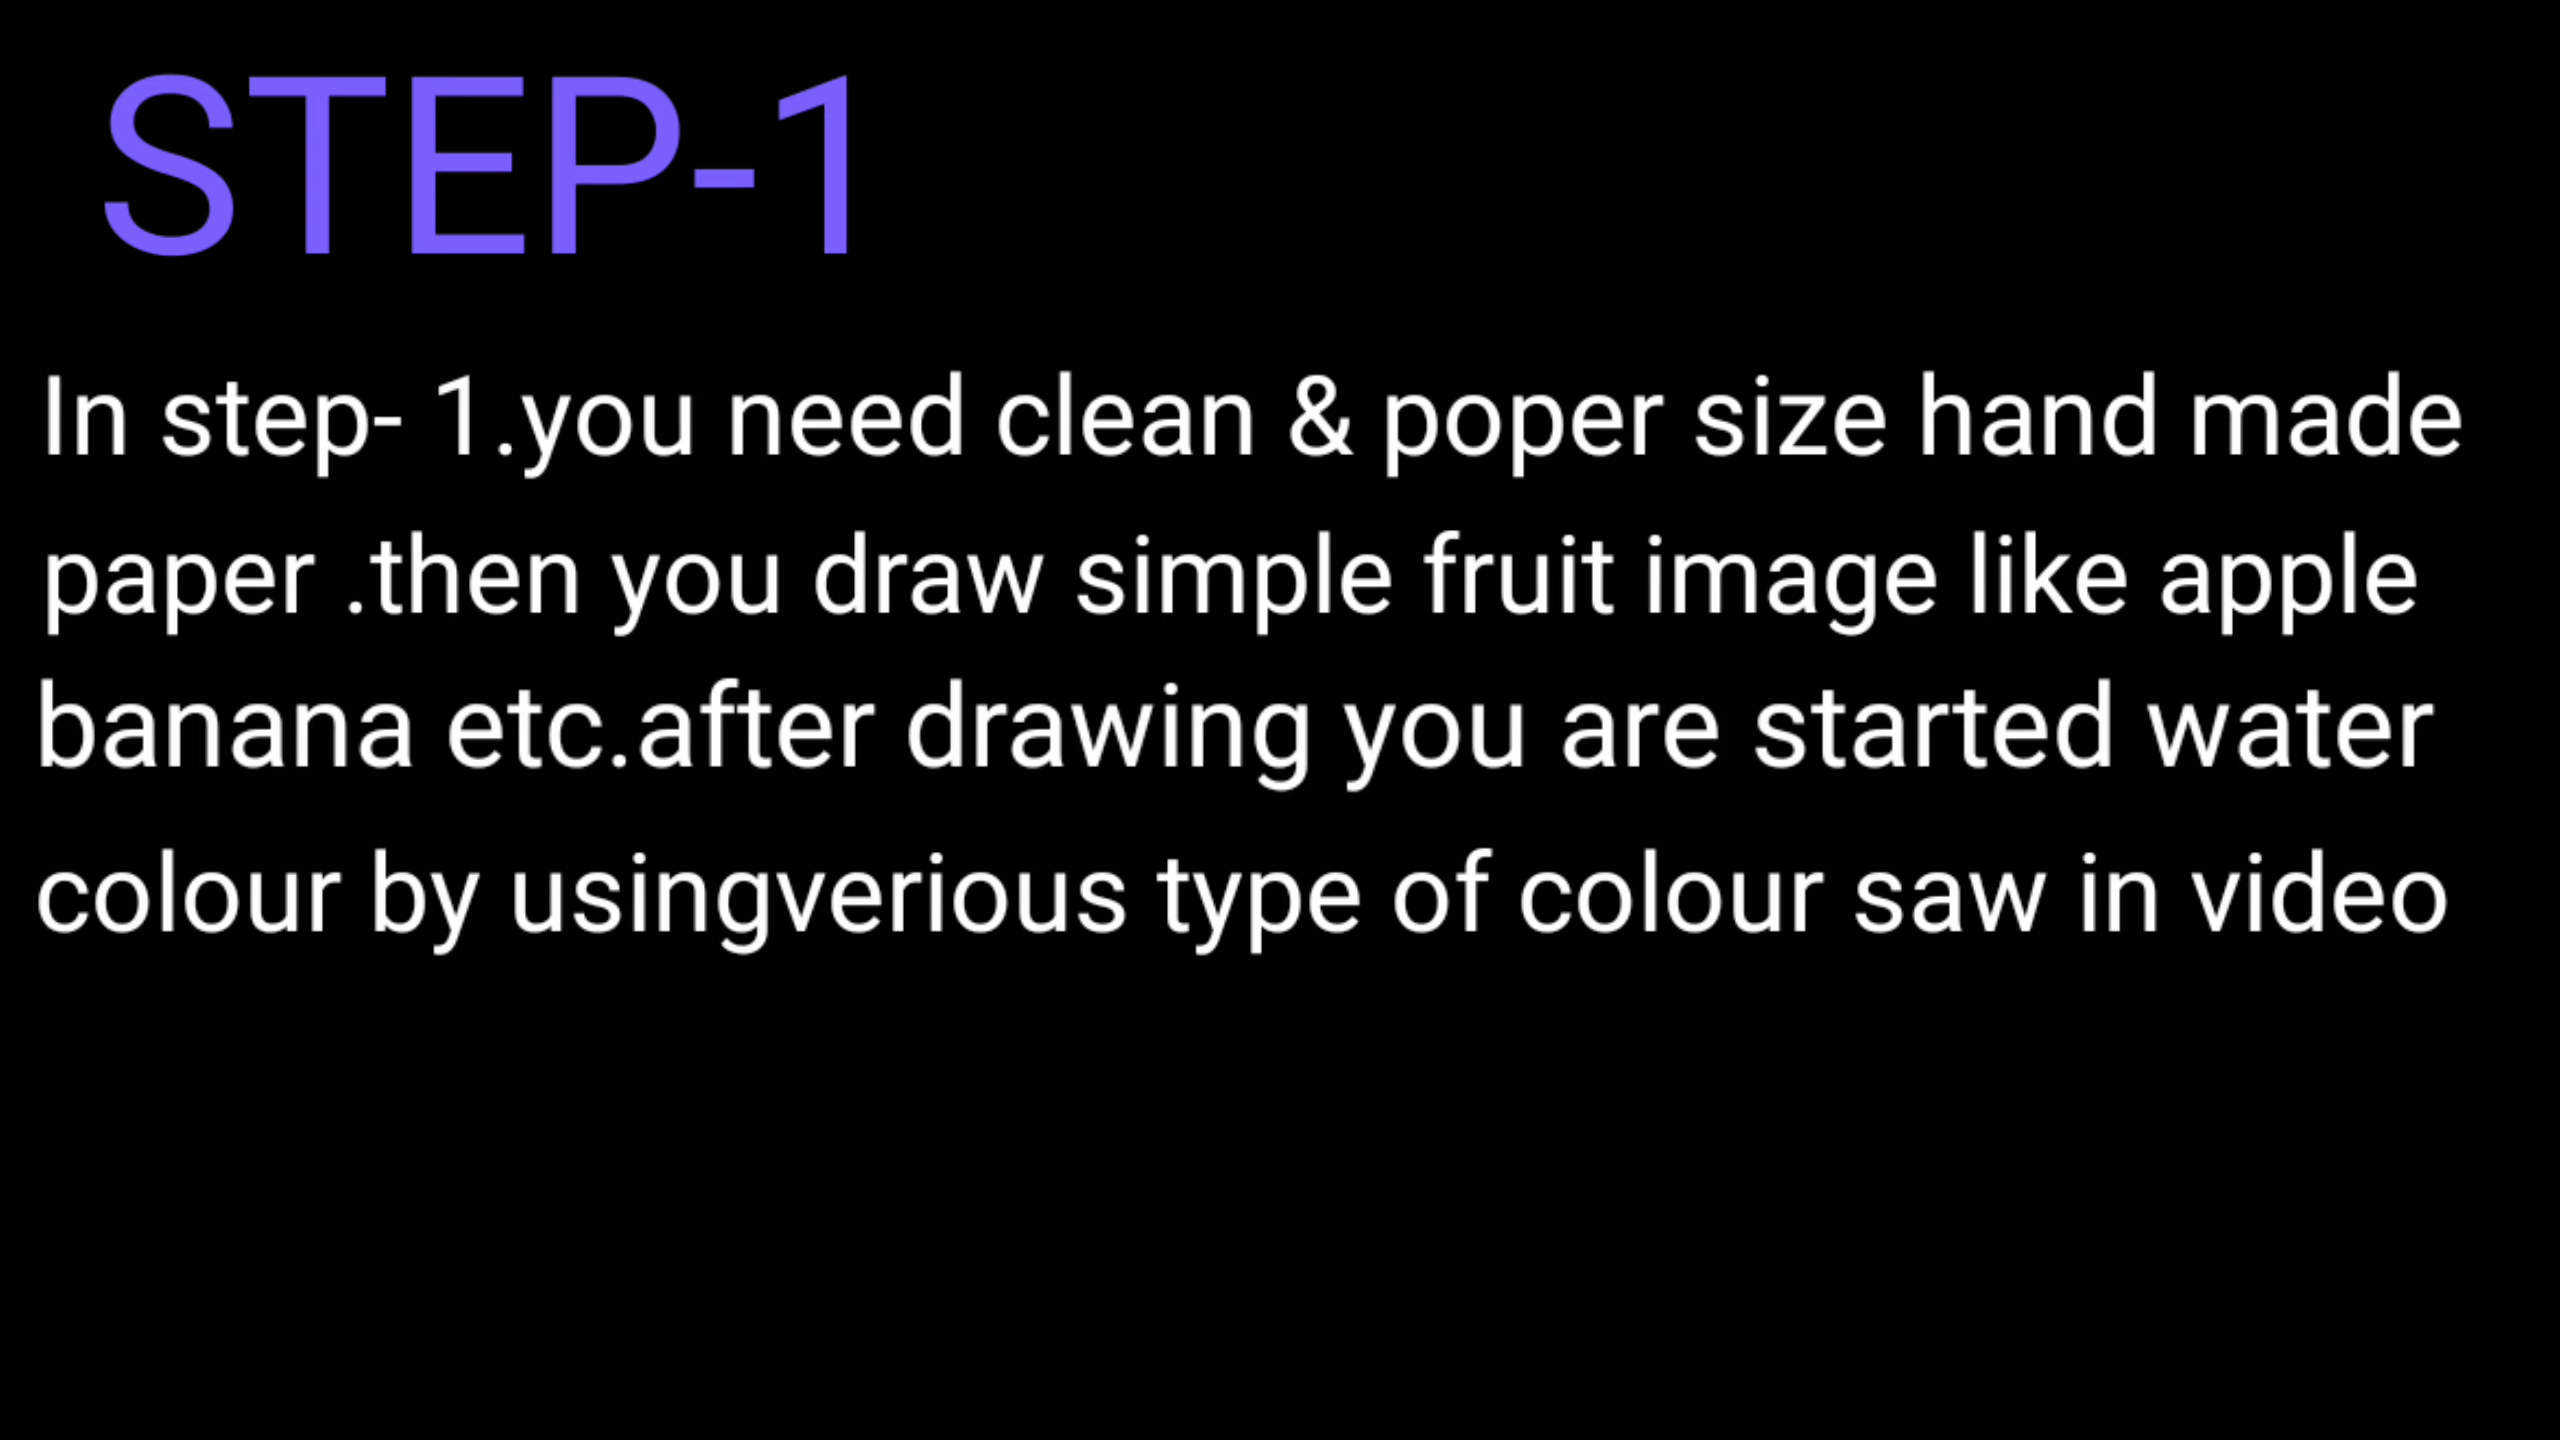 STEP-1
In step- 1.you need clean & poper size hand made
paper .then you draw simple fruit image like apple
banana etc.after drawing you are started water
colour by usingverious type of colour saw in video